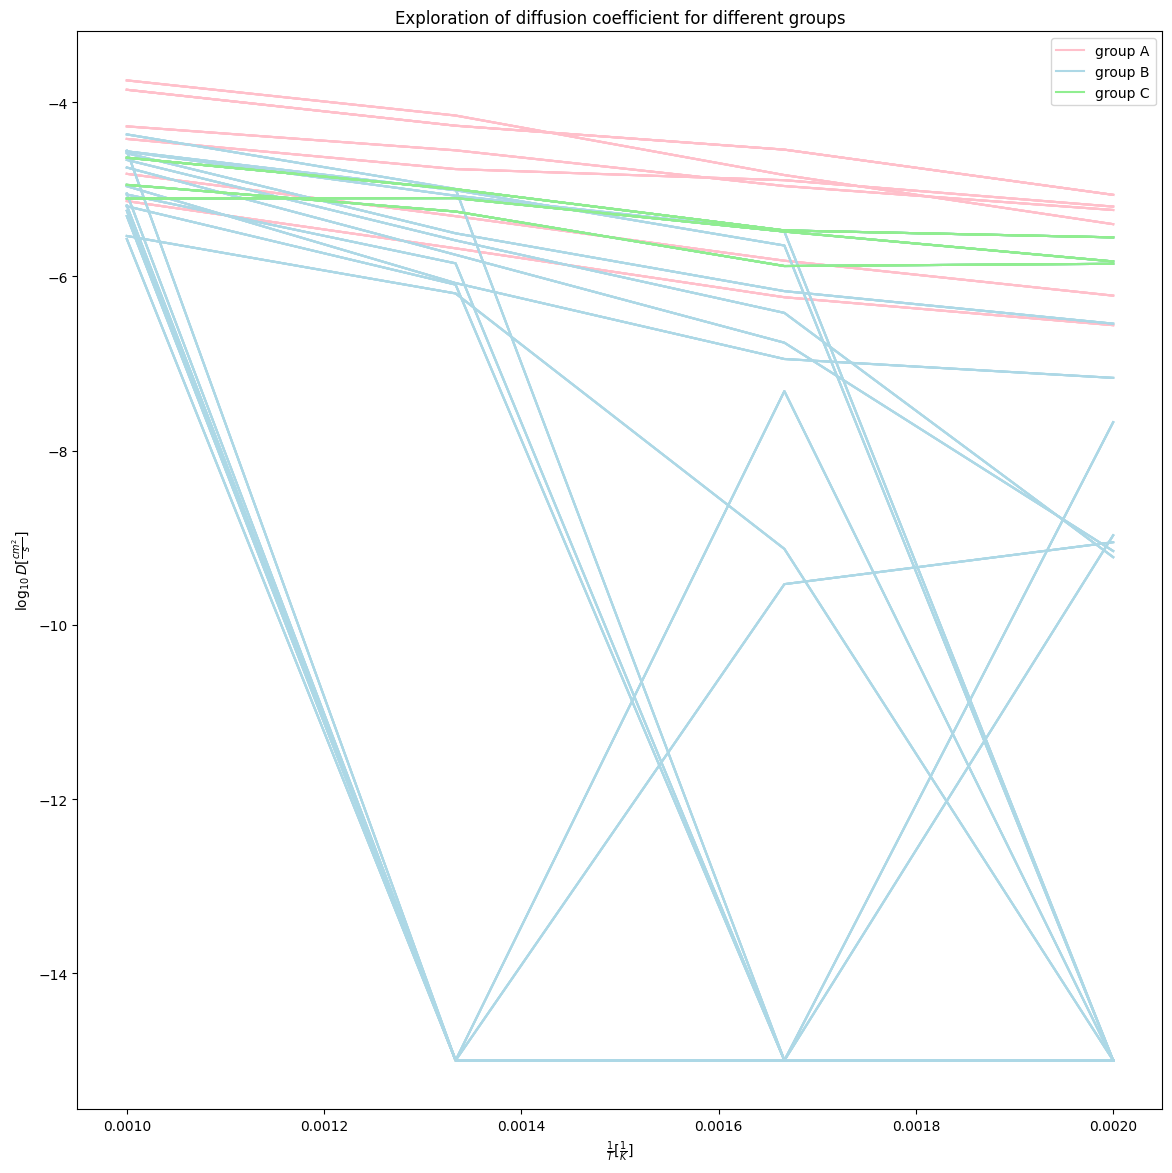 Exploration of diffusion coefficient for different groups
group A
group B
group C
−4
−6
−8
−10
−12
−14
log₁₀ D[cm²/s]
0.0010
0.0012
0.0014
0.0016
0.0018
0.0020
1/T[1/K]